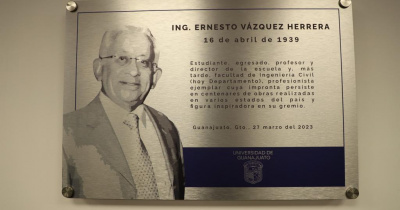 ING. ERNESTO VÁZQUEZ HERRERA
16 de abril de 1939
Estudiante, egresado, profesor y
director de la escuela y, más
tarde, facultad de Ingeniería Civil
(hoy Departamento), profesionista
ejemplar cuya impronta persiste
en centenares de obras realizadas
en varios estados del país y
figura inspiradora en su gremio.
Guanajuato, Gto., 21 marzo del 2023
UNIVERSIDAD DE
GUANAJUATO